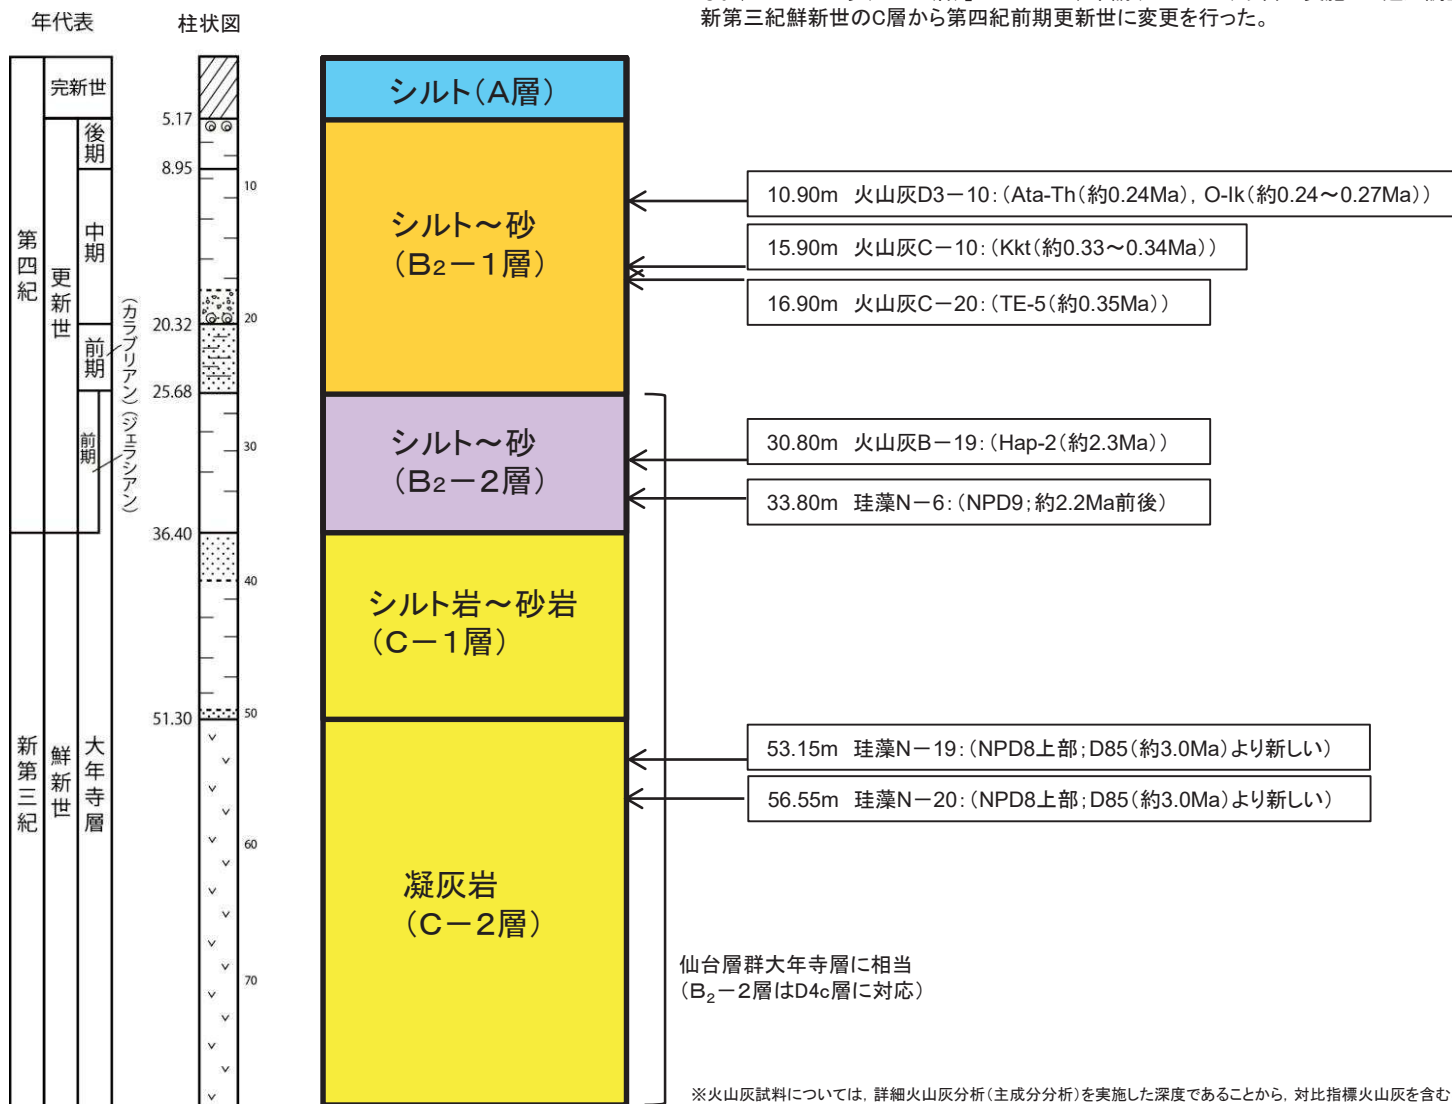 新第三紀鮮新世のC層から第四紀前期更新世に変更を行った。
年代表
柱状図
第四紀
更新世
完新世
後期
中期
前期
(カラブリアン)
前期
(ジェラシアン)
新第三紀
鮮新世
大年寺層
5.17
8.95
20.32
25.68
36.40
51.30
10
20
30
40
50
60
70
シルト(A層)
シルト～砂
(B2－1層)
シルト～砂
(B2－2層)
シルト岩～砂岩
(C－1層)
凝灰岩
(C－2層)
10.90m 火山灰D3－10：(Ata-Th(約0.24Ma), O-Ik(約0.24～0.27Ma))
15.90m 火山灰C－10：(Kkt(約0.33～0.34Ma))
16.90m 火山灰C－20：(TE-5(約0.35Ma))
30.80m 火山灰B－19：(Hap-2(約2.3Ma))
33.80m 珪藻N－6：(NPD9；約2.2Ma前後)
53.15m 珪藻N－19：(NPD8上部；D85(約3.0Ma)より新しい)
56.55m 珪藻N－20：(NPD8上部；D85(約3.0Ma)より新しい)
仙台層群大年寺層に相当
(B2－2層はD4c層に対応)
※火山灰試料については，詳細火山灰分析(主成分分析)を実施した深度であることから，対比指標火山灰を含む